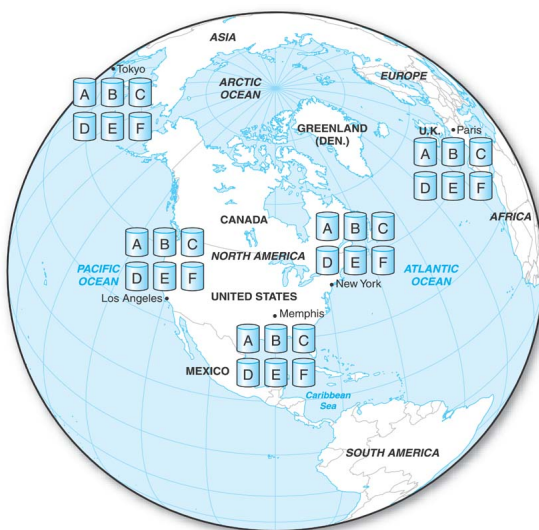 ASIA
Tokyo
ARCTIC
OCEAN
EUROPE
A B C
D E F
GREENLAND
(DEN.)
U.K.
Paris
A B C
D E F
AFRICA
CANADA
A B C
D E F
A B C
D E F
NORTH AMERICA
PACIFIC
OCEAN
ATLANTIC
OCEAN
Los Angeles
UNITED STATES
New York
Memphis
A B C
D E F
MEXICO
Caribbean
Sea
SOUTH AMERICA